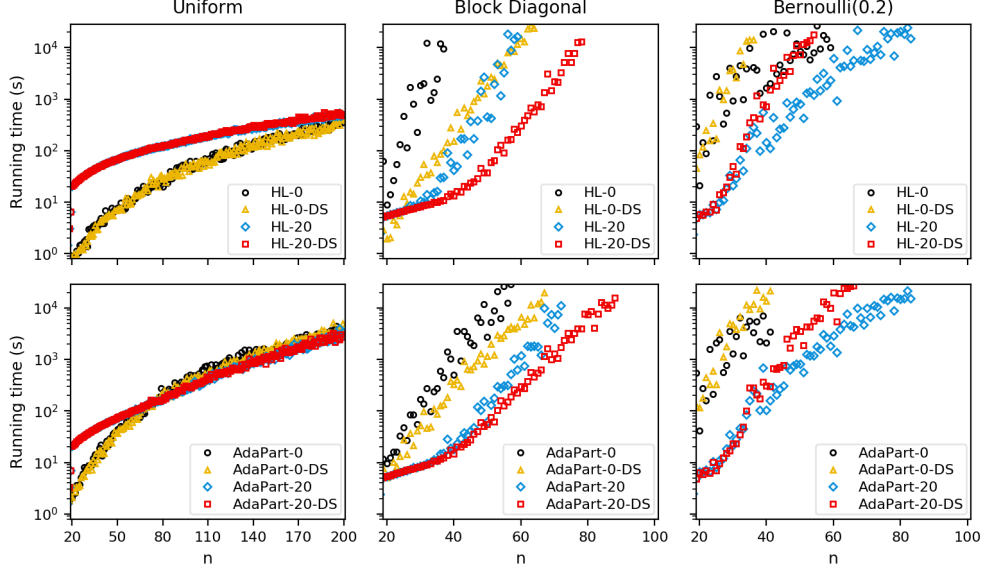 Uniform
Block Diagonal
Bernoulli(0.2)
Running time (s)
10⁴
10³
10²
10¹
10⁰
HL-0
HL-0-DS
HL-20
HL-20-DS
HL-0
HL-0-DS
HL-20
HL-20-DS
HL-0
HL-0-DS
HL-20
HL-20-DS
Running time (s)
10⁴
10³
10²
10¹
10⁰
AdaPart-0
AdaPart-0-DS
AdaPart-20
AdaPart-20-DS
AdaPart-0
AdaPart-0-DS
AdaPart-20
AdaPart-20-DS
AdaPart-0
AdaPart-0-DS
AdaPart-20
AdaPart-20-DS
20 50 80 110 140 170 200
20 40 60 80 100
20 40 60 80 100
n
n
n